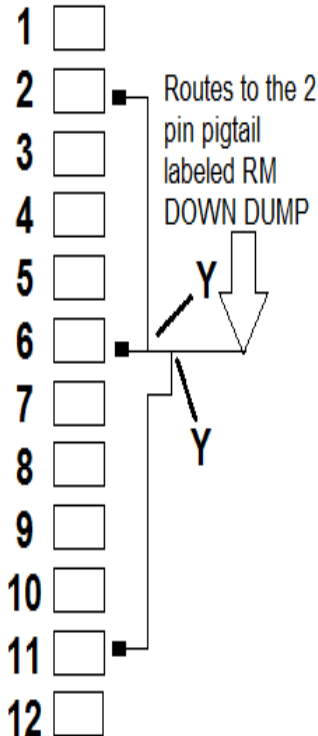 1
2
Routes to the 2
pin pigtail
labeled RM
DOWN DUMP
3
4
5
Y
6
7
Y
8
9
10
11
12